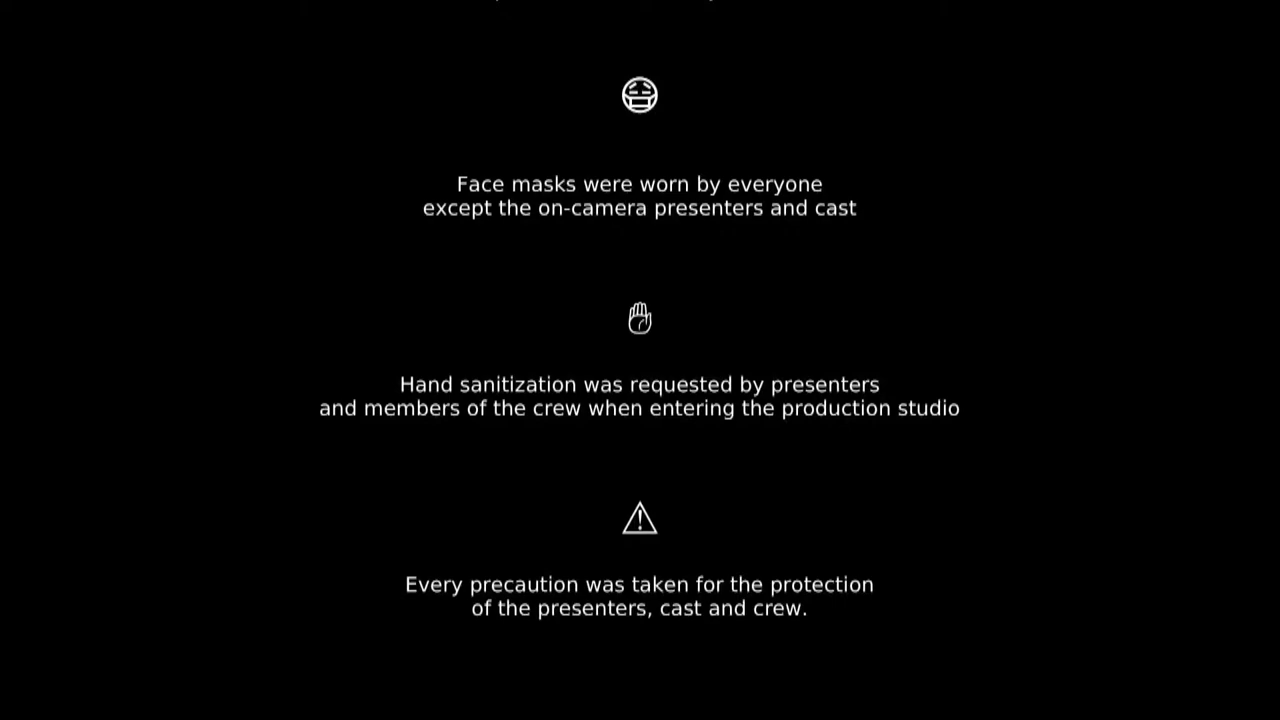 Face masks were worn by everyone
except the on-camera presenters and cast
Hand sanitization was requested by presenters
and members of the crew when entering the production studio
Every precaution was taken for the protection
of the presenters, cast and crew.